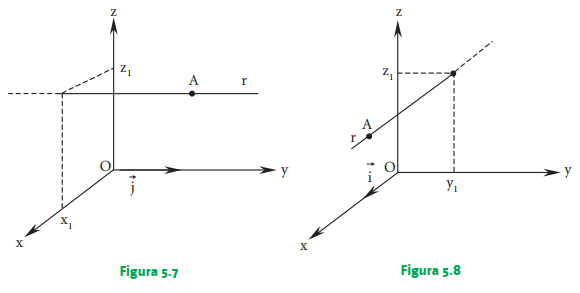 z
z₁
A
r
O
j⃗
y
x₁
x
Figura 5.7
z
z₁
A
r
i⃗
O
y
y₁
x
Figura 5.8